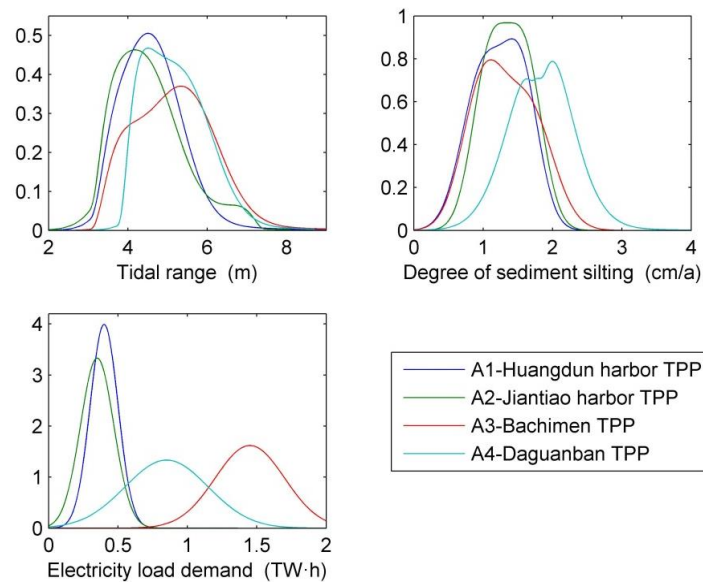 0.5
0.4
0.3
0.2
0.1
0
2 4 6 8
Tidal range (m)
1
0.8
0.6
0.4
0.2
0
0 1 2 3 4
Degree of sediment silting (cm/a)
4
3
2
1
0
0 0.5 1 1.5 2
Electricity load demand (TW·h)
A1-Huangdun harbor TPP
A2-Jiantiao harbor TPP
A3-Bachimen TPP
A4-Daguanban TPP